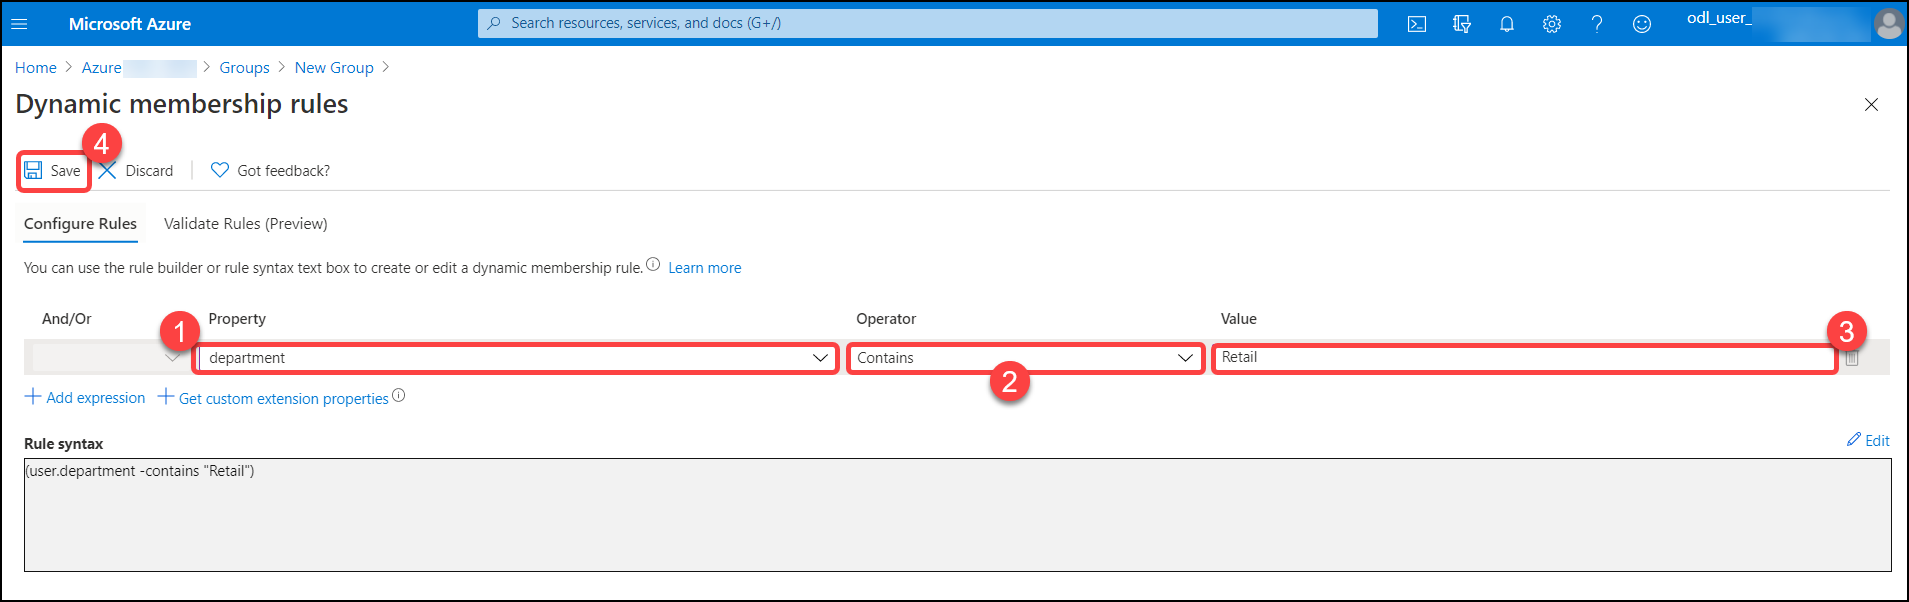 Microsoft Azure Search resources, services, and docs (G+/) odl_user_
Home > Azure > Groups > New Group >
Dynamic membership rules
4
Save Discard Got feedback?
Configure Rules Validate Rules (Preview)
You can use the rule builder or rule syntax text box to create or edit a dynamic membership rule. Learn more
And/Or Property Operator Value
1 department Contains Retail 3
2
+ Add expression + Get custom extension properties
Rule syntax Edit
(user.department -contains "Retail")